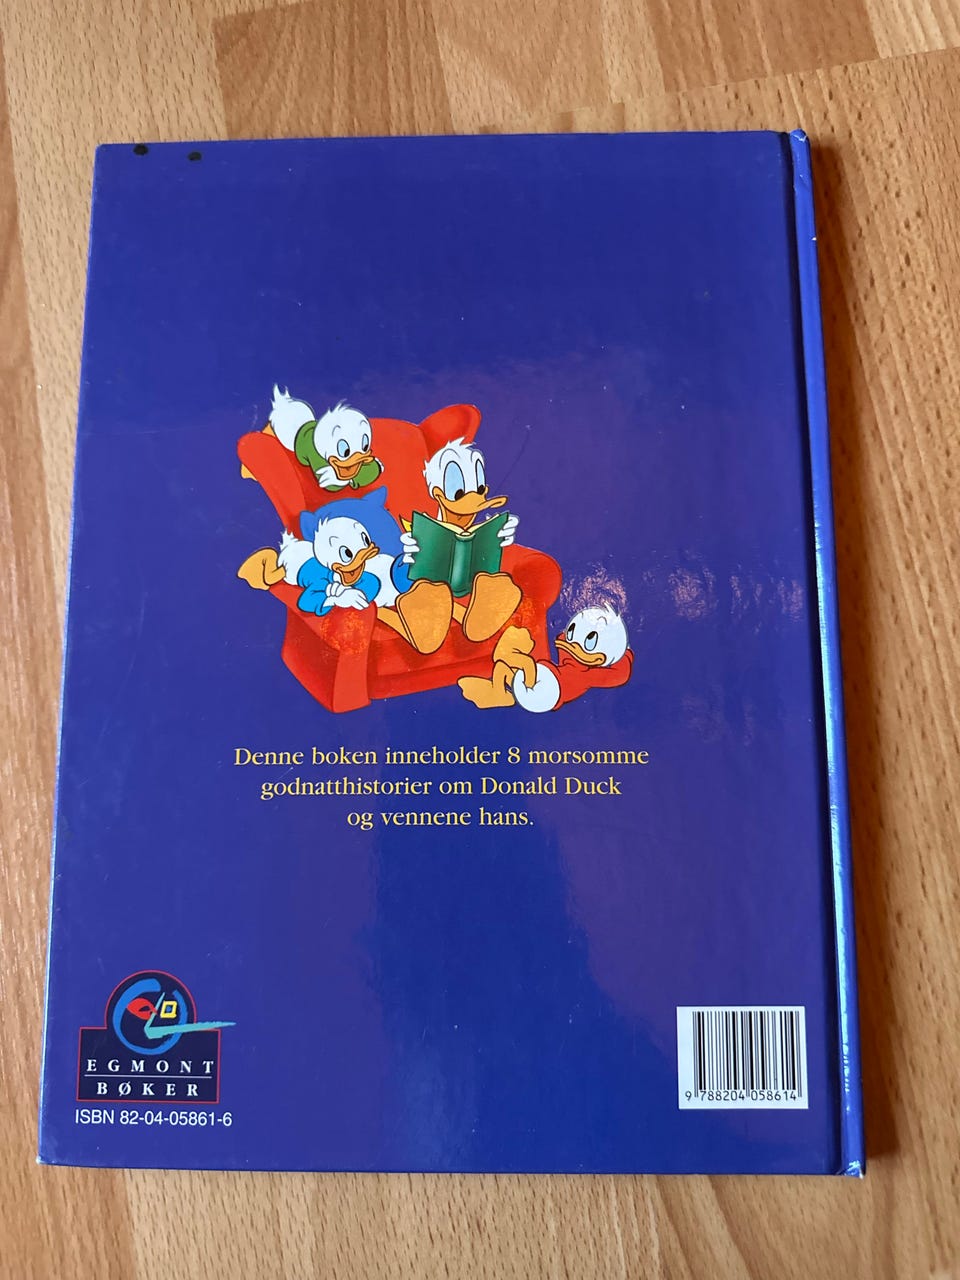 Denne boken inneholder 8 morsomme
godnatthistorier om Donald Duck
og vennene hans.
EGMONT
BØKER
ISBN 82-04-05861-6
9 788204 058614